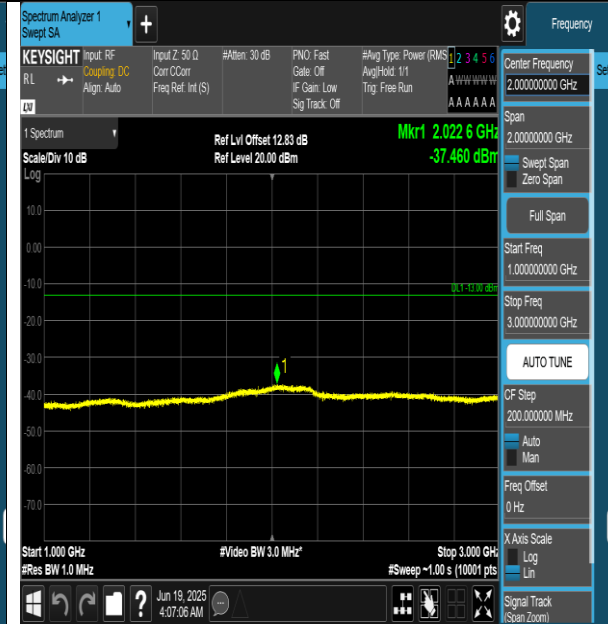 Spectrum Analyzer 1
Swept SA
+
Frequency
KEYSIGHT
RL
Input: RF
Coupling: DC
Align: Auto
Input Z: 50 Ω
Corr CCorr
Freq Ref: Int (S)
#Atten: 30 dB
PNO: Fast
Gate: Off
IF Gain: Low
Sig Track: Off
#Avg Type: Power (RMS
Avg|Hold: 1/1
Trig: Free Run
1 2 3 4 5 6
A W W W W W
A A A A A A
LXI
1 Spectrum
Scale/Div 10 dB
Log
Ref Lvl Offset 12.83 dB
Ref Level 20.00 dBm
Mkr1 2.022 6 GHz
-37.460 dBm
10.0
0.00
-10.0
DL1 -13.00 dBm
-20.0
-30.0
1
-40.0
-50.0
-60.0
-70.0
Start 1.000 GHz
#Res BW 1.0 MHz
#Video BW 3.0 MHz*
Stop 3.000 GHz
#Sweep ~1.00 s (10001 pts
Center Frequency
2.000000000 GHz
Span
2.00000000 GHz
Swept Span
Zero Span
Full Span
Start Freq
1.000000000 GHz
Stop Freq
3.000000000 GHz
AUTO TUNE
CF Step
200.000000 MHz
Auto
Man
Freq Offset
0 Hz
X Axis Scale
Log
Lin
Signal Track
(Span Zoom)
?
Jun 19, 2025
4:07:06 AM